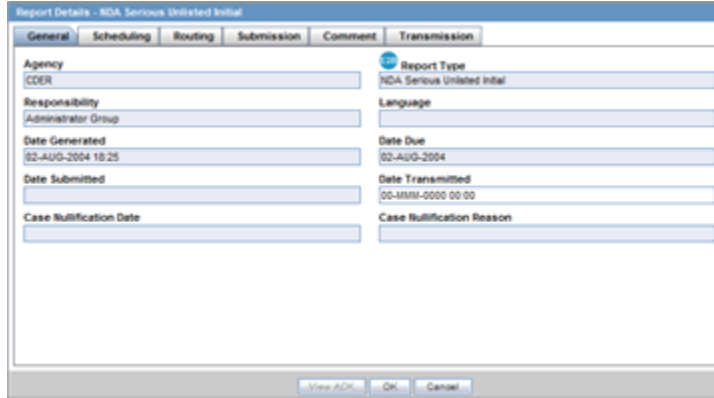 Report Details - NDA Serious Unlisted Initial
General Scheduling Routing Submission Comment Transmission
Agency Report Type
CDER NDA Serious Unlisted Initial
Responsibility Language
Administrator Group
Date Generated Date Due
02-AUG-2004 18:25 02-AUG-2004
Date Submitted Date Transmitted
00-MMM-0000 00:00
Case Nullification Date Case Nullification Reason
View ACK OK Cancel